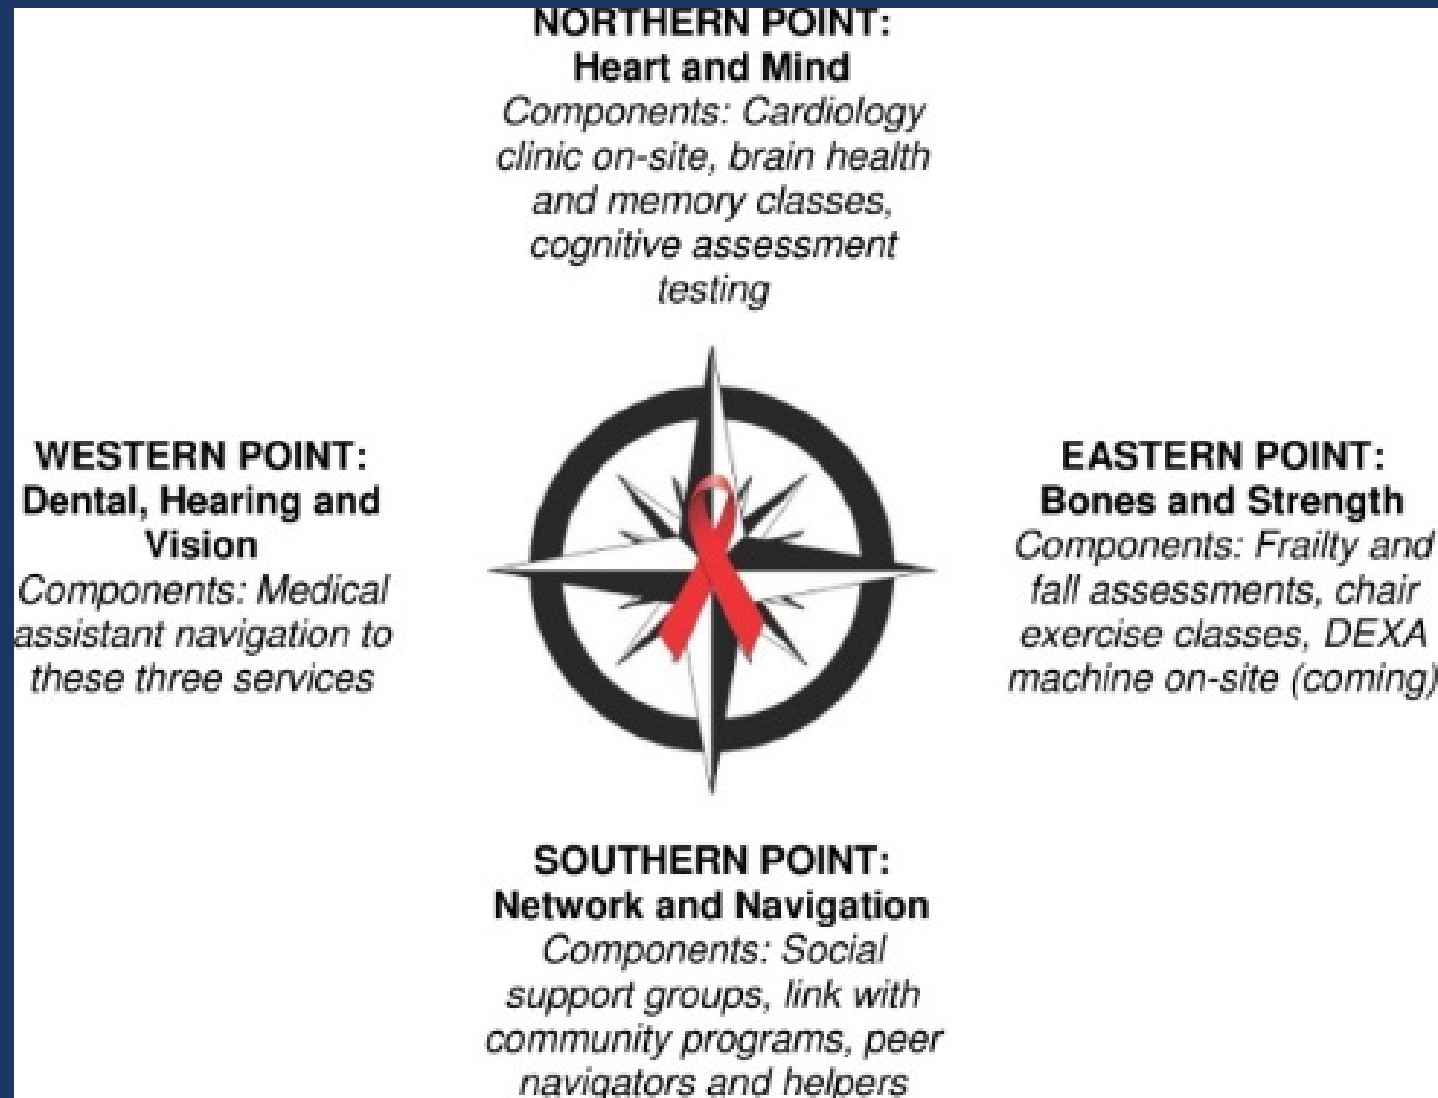 NORTHERN POINT:
Heart and Mind
Components: Cardiology
clinic on-site, brain health
and memory classes,
cognitive assessment
testing
WESTERN POINT:
Dental, Hearing and
Vision
Components: Medical
assistant navigation to
these three services
EASTERN POINT:
Bones and Strength
Components: Frailty and
fall assessments, chair
exercise classes, DEXA
machine on-site (coming)
SOUTHERN POINT:
Network and Navigation
Components: Social
support groups, link with
community programs, peer
navigators and helpers